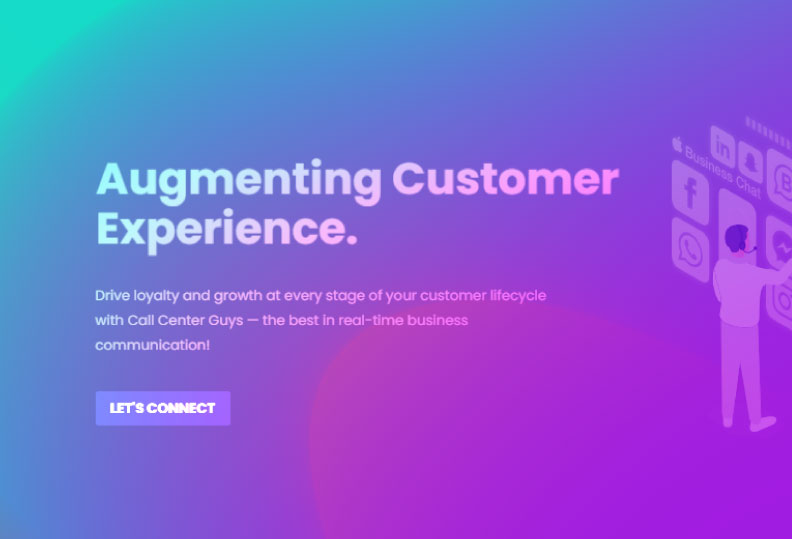 Augmenting Customer
Experience.
Drive loyalty and growth at every stage of your customer lifecycle
with Call Center Guys — the best in real-time business
communication!
LET'S CONNECT
in
Business Chat
f
B